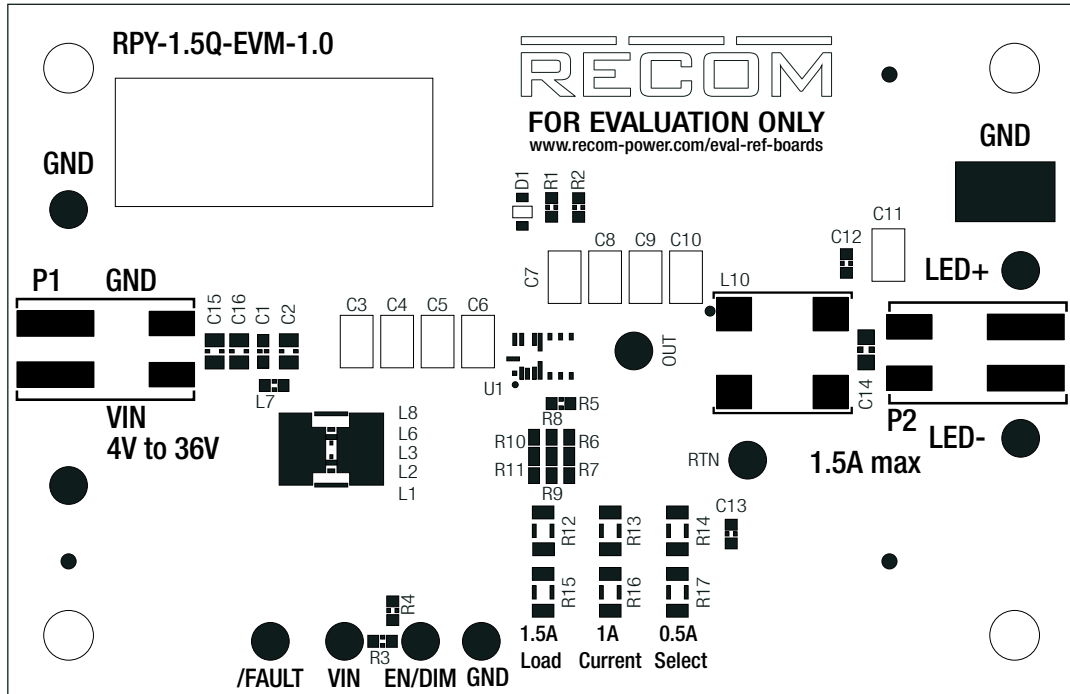 RPY-1.5Q-EVM-1.0
RECOM
FOR EVALUATION ONLY
www.recom-power.com/eval-ref-boards
GND
GND
D1
R1
R2
C7
C8
C9
C10
C12
C11
LED+
P1
GND
C15
C16
C1
C2
C3
C4
C5
C6
L10
OUT
U1
C14
L7
R5
R8
VIN
4V to 36V
L8
L6
L3
L2
L1
R10
R6
R11
R7
R9
RTN
P2
LED-
1.5A max
C13
R12
R13
R14
R15
R16
R17
R4
R3
1.5A
1A
0.5A
Load
Current
Select
/FAULT
VIN
EN/DIM
GND